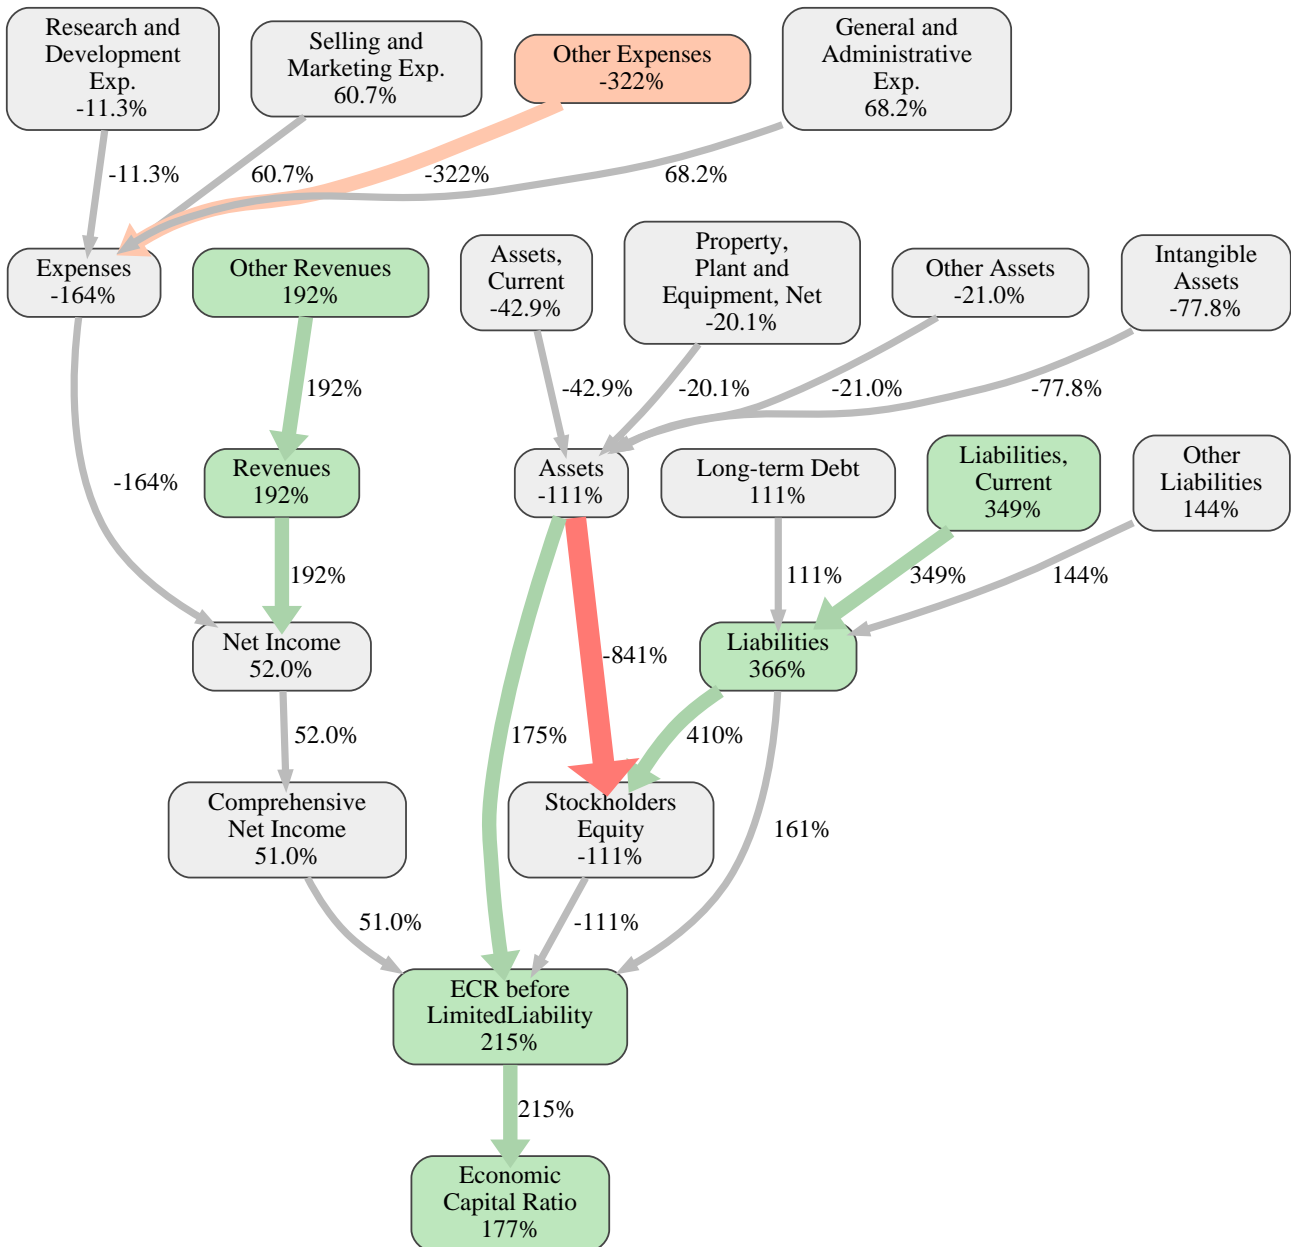 Research and
Development
Exp.
-11.3%
Selling and
Marketing Exp.
60.7%
Other Expenses
-322%
General and
Administrative
Exp.
68.2%
-11.3%
60.7%
-322%
68.2%
Expenses
-164%
Other Revenues
192%
Assets,
Current
-42.9%
Property,
Plant and
Equipment, Net
-20.1%
Other Assets
-21.0%
Intangible
Assets
-77.8%
192%
-42.9%
-20.1%
-21.0%
-77.8%
-164%
Revenues
192%
Assets
-111%
Long-term Debt
111%
Liabilities,
Current
349%
Other
Liabilities
144%
192%
111%
349%
144%
Net Income
52.0%
-841%
Liabilities
366%
52.0%
175%
410%
Comprehensive
Net Income
51.0%
Stockholders
Equity
-111%
161%
51.0%
-111%
ECR before
LimitedLiability
215%
215%
Economic
Capital Ratio
177%